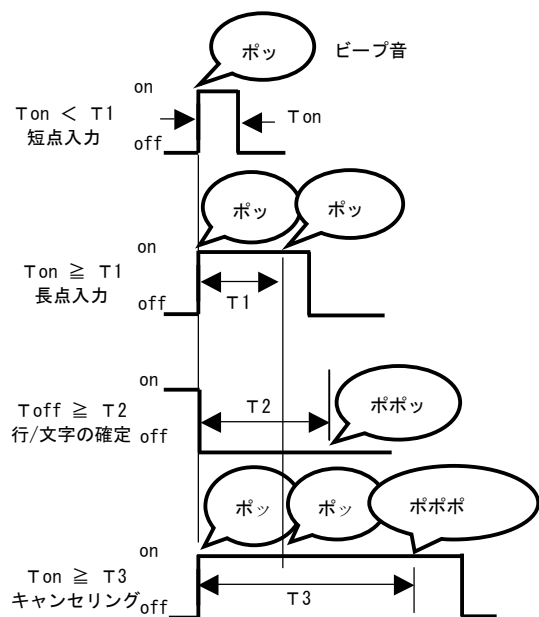 ポッ
ビープ音
on
Ton < T1
短点入力
off
Ton
ポッ
ポッ
on
Ton ≧ T1
長点入力
off
T1
on
Toff ≧ T2
行/文字の確定
off
T2
ポポッ
ポッ
ポッ
ポポポ
on
Ton ≧ T3
キャンセリング
off
T3